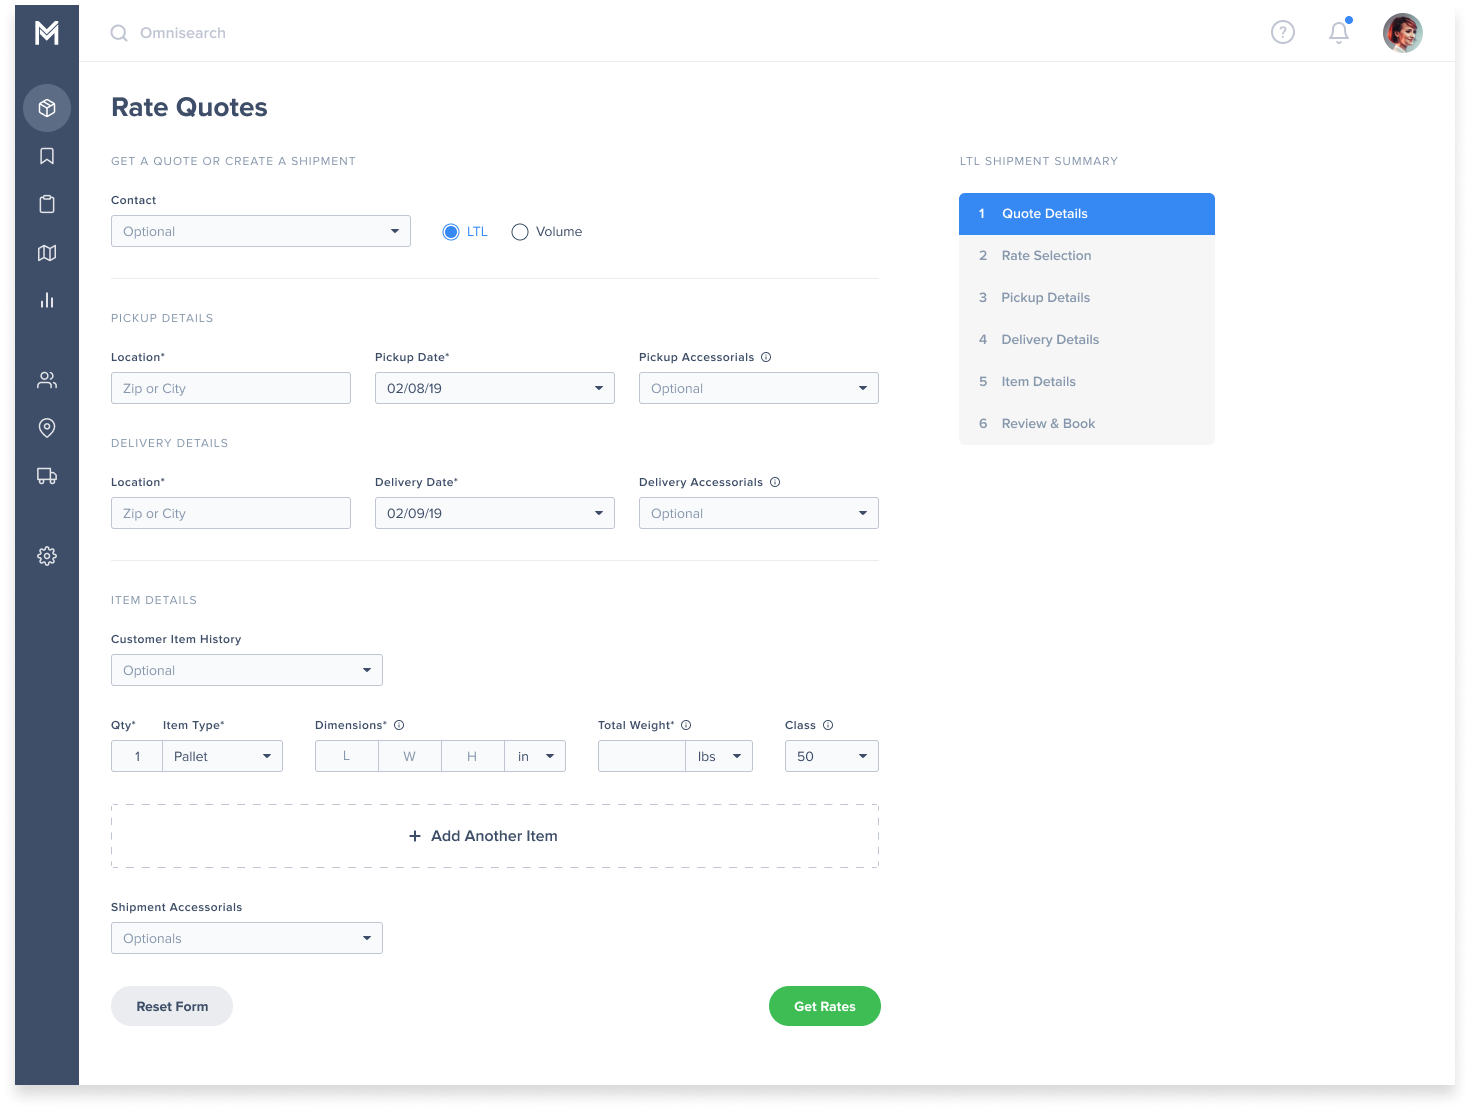 M
Omnisearch
?
Rate Quotes
GET A QUOTE OR CREATE A SHIPMENT
Contact
Optional
LTL
Volume
PICKUP DETAILS
Location*
Pickup Date*
Pickup Accessorials
Zip or City
02/08/19
Optional
DELIVERY DETAILS
Location*
Delivery Date*
Delivery Accessorials
Zip or City
02/09/19
Optional
ITEM DETAILS
Customer Item History
Optional
Qty*
Item Type*
Dimensions*
Total Weight*
Class
1
Pallet
L
W
H
in
lbs
50
+ Add Another Item
Shipment Accessorials
Optionals
Reset Form
Get Rates
LTL SHIPMENT SUMMARY
1 Quote Details
2 Rate Selection
3 Pickup Details
4 Delivery Details
5 Item Details
6 Review & Book